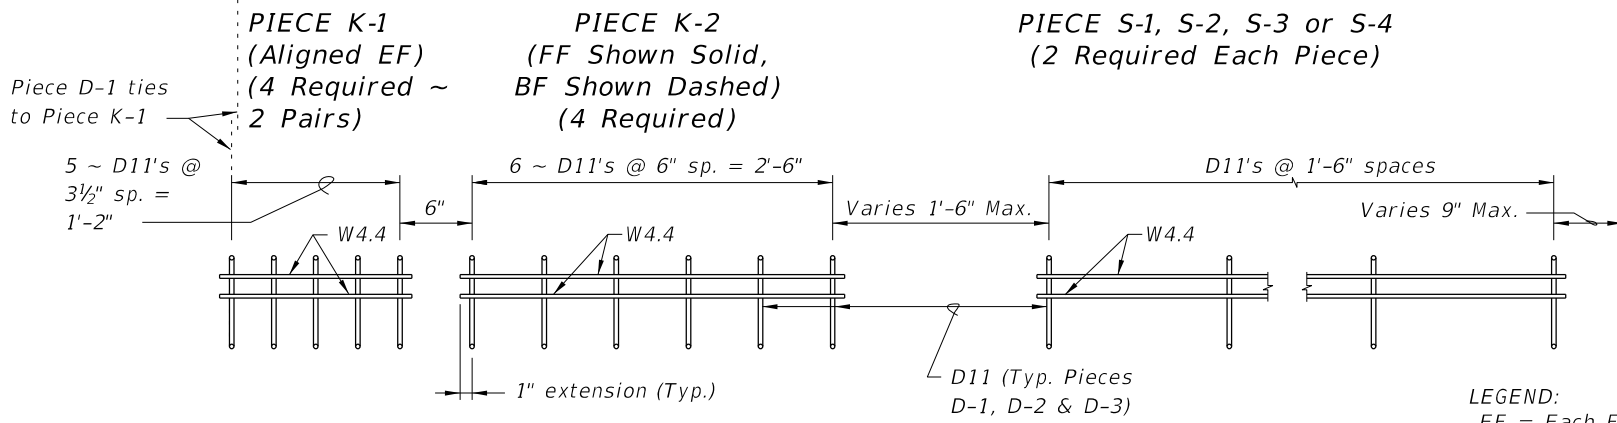 PIECE K-1
(Aligned EF)
(4 Required ~
2 Pairs)
PIECE K-2
(FF Shown Solid,
BF Shown Dashed)
(4 Required)
PIECE S-1, S-2, S-3 or S-4
(2 Required Each Piece)
Piece D-1 ties
to Piece K-1
5 ~ D11's @
3½" sp. =
1'-2"
6"
6 ~ D11's @ 6" sp. = 2'-6"
Varies 1'-6" Max.
D11's @ 1'-6" spaces
Varies 9" Max.
W4.4
W4.4
W4.4
1" extension (Typ.)
D11 (Typ. Pieces
D-1, D-2 & D-3)
LEGEND:
EF = Each